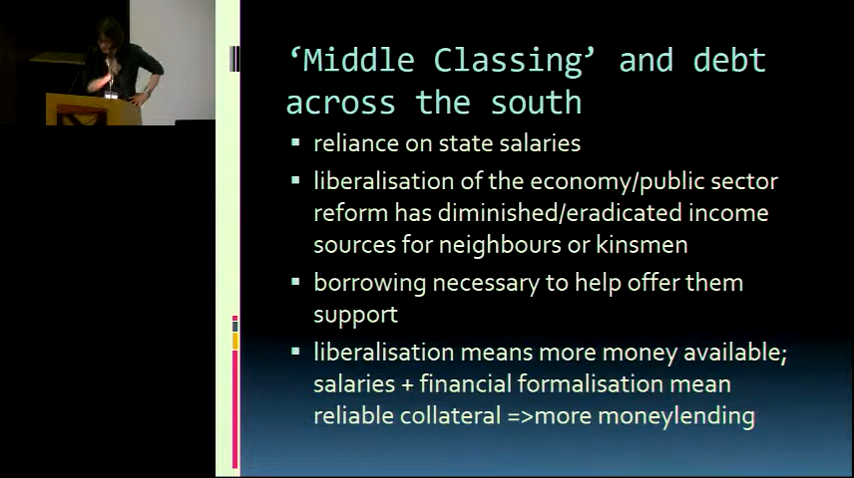 ‘Middle Classing’ and debt
across the south
▪ reliance on state salaries
▪ liberalisation of the economy/public sector
reform has diminished/eradicated income
sources for neighbours or kinsmen
▪ borrowing necessary to help offer them
support
▪ liberalisation means more money available;
salaries + financial formalisation mean
reliable collateral =>more moneylending